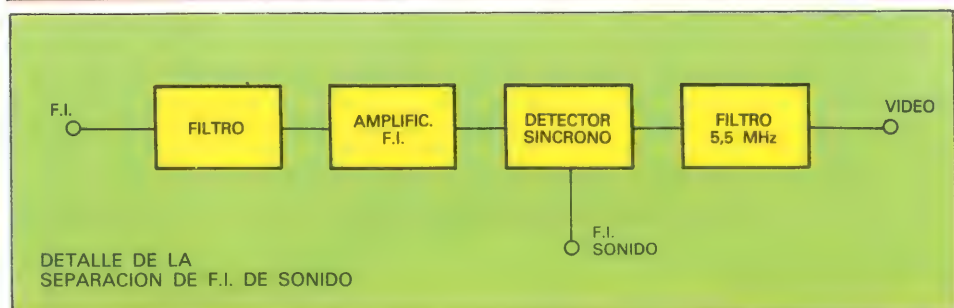 F.I.
FILTRO
AMPLIFIC.
F.I.
DETECTOR
SINCRONO
FILTRO
5,5 MHz
VIDEO
F.I.
SONIDO
DETALLE DE LA
SEPARACION DE F.I. DE SONIDO